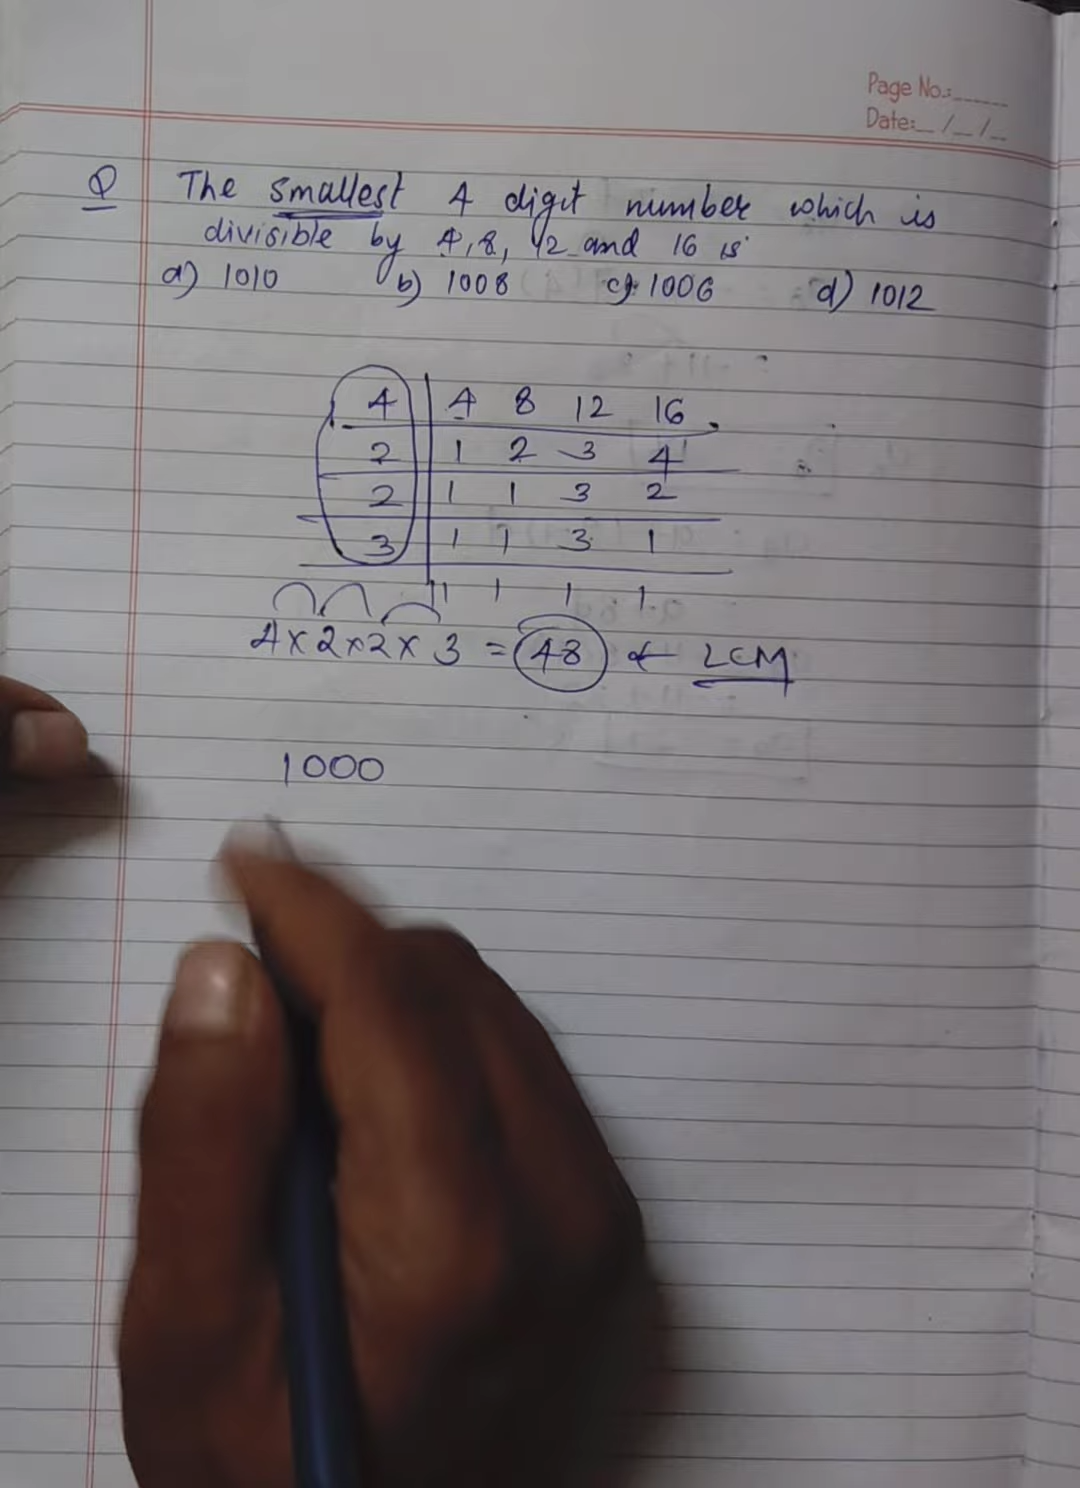 Page No.:
Date: / /
Q The smallest 4 digit number which is
divisible by 4, 8, 12 and 16 is
a) 1010 b) 1008 c) 1006 d) 1012
4 4 8 12 16
2 1 2 3 4
2 1 1 3 2
3 1 1 3 1
1 1 1 1
4×2×2×3 = 48 ← LCM
1000